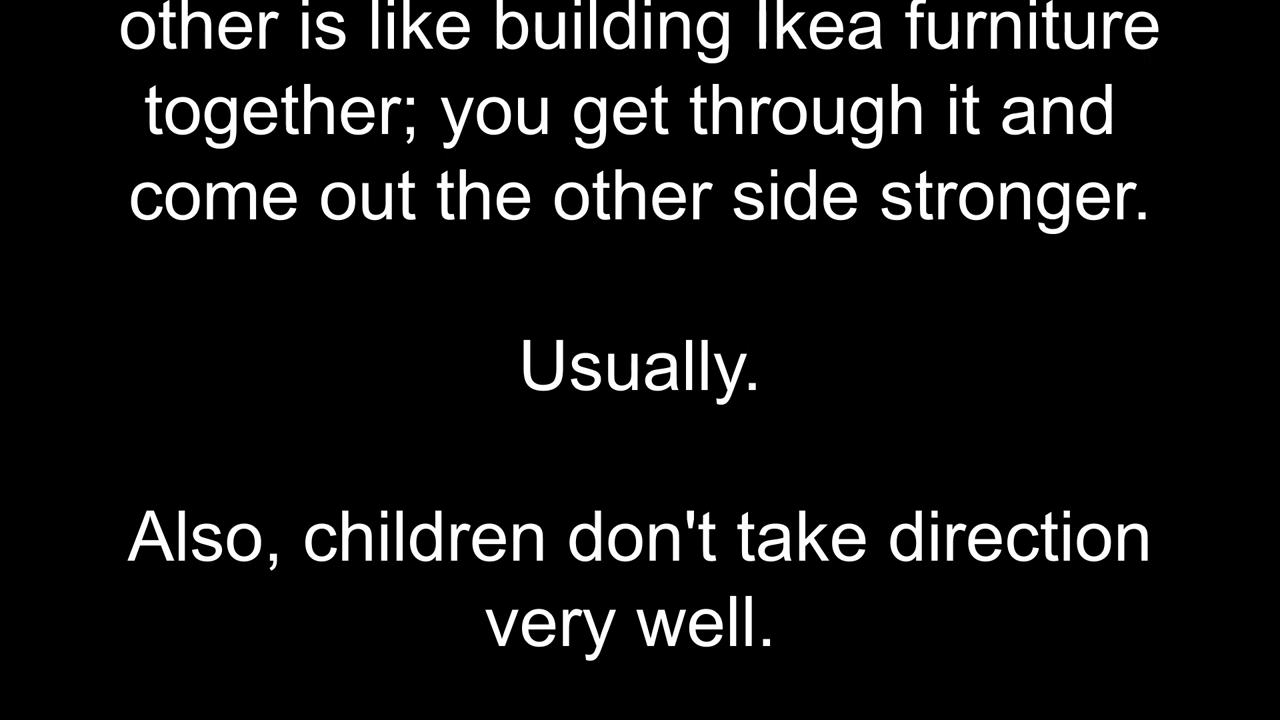 other is like building Ikea furniture
together; you get through it and
come out the other side stronger.
Usually.
Also, children don't take direction
very well.